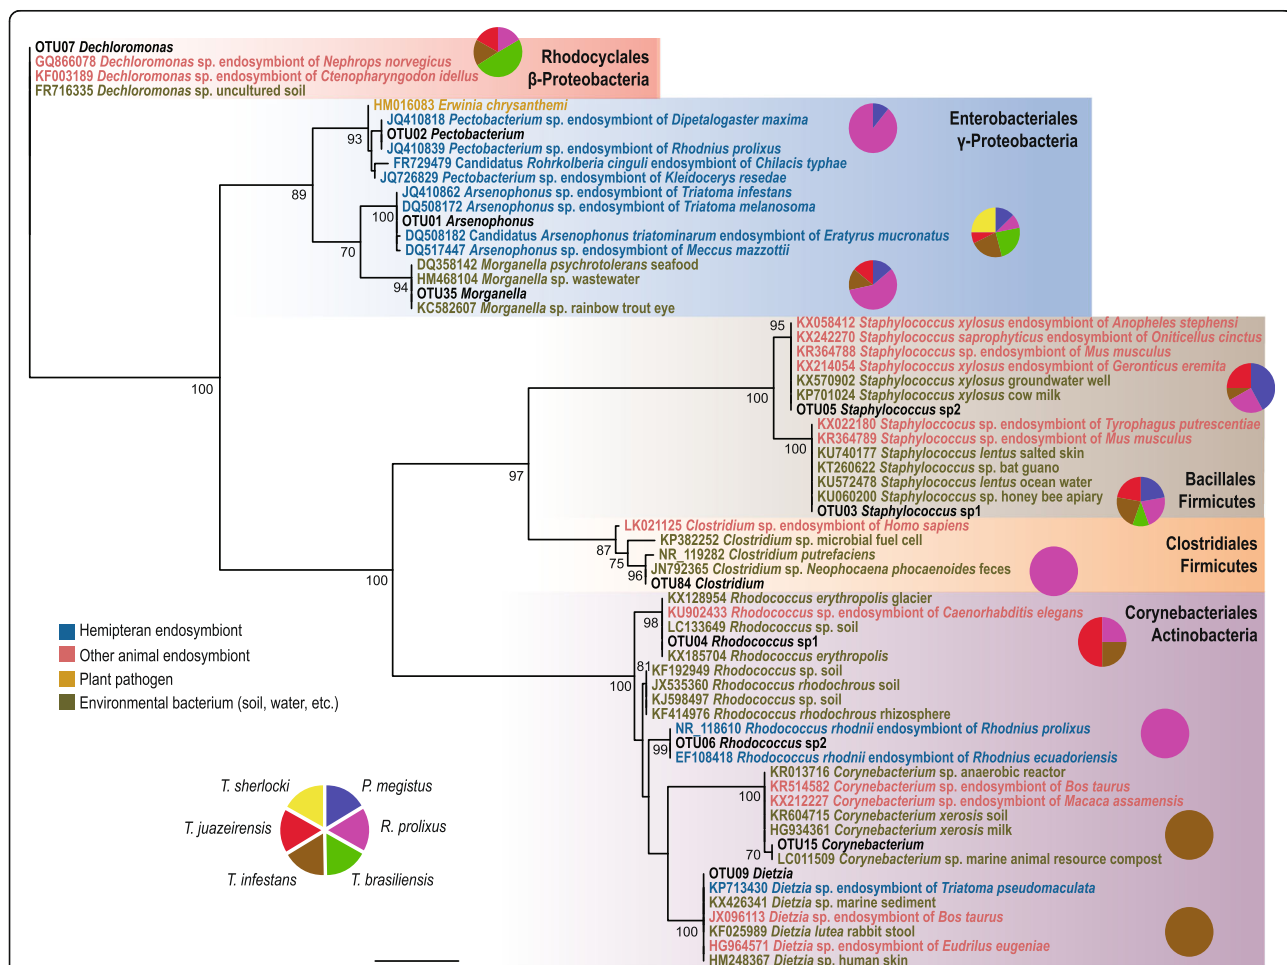 OTU07 Dechloromonas
GQ866078 Dechloromonas sp. endosymbiont of Nephrops norvegicus
KF003189 Dechloromonas sp. endosymbiont of Ctenopharyngodon idellus
FR716335 Dechloromonas sp. uncultured soil
Rhodocyclales
β-Proteobacteria
HM016083 Erwinia chrysanthemi
JQ410818 Pectobacterium sp. endosymbiont of Dipetalogaster maxima
OTU02 Pectobacterium
JQ410839 Pectobacterium sp. endosymbiont of Rhodnius prolixus
FR729479 Candidatus Rohrkolberia cinguli endosymbiont of Chilacis typhae
JQ726829 Pectobacterium sp. endosymbiont of Kleidocerys resedae
JQ410862 Arsenophonus sp. endosymbiont of Triatoma infestans
DQ508172 Arsenophonus sp. endosymbiont of Triatoma melanosoma
OTU01 Arsenophonus
DQ508182 Candidatus Arsenophonus triatominarum endosymbiont of Eratyrus mucronatus
DQ517447 Arsenophonus sp. endosymbiont of Meccus mazzottii
DQ358142 Morganella psychrotolerans seafood
HM468104 Morganella sp. wastewater
OTU35 Morganella
KC582607 Morganella sp. rainbow trout eye
Enterobacteriales
γ-Proteobacteria
93
89
100
70
94
100
KX058412 Staphylococcus xylosus endosymbiont of Anopheles stephensi
KX242270 Staphylococcus saprophyticus endosymbiont of Oniticellus cinctus
KR364788 Staphylococcus sp. endosymbiont of Mus musculus
KX214054 Staphylococcus xylosus endosymbiont of Geronticus eremita
KX570902 Staphylococcus xylosus groundwater well
KP701024 Staphylococcus xylosus cow milk
OTU05 Staphylococcus sp2
KX022180 Staphyloccocus sp. endosymbiont of Tyrophagus putrescentiae
KR364789 Staphylococcus sp. endosymbiont of Mus musculus
KU740177 Staphylococcus lentus salted skin
KT260622 Staphylococcus sp. bat guano
KU572478 Staphylococcus lentus ocean water
KU060200 Staphylococcus sp. honey bee apiary
OTU03 Staphylococcus sp1
Bacillales
Firmicutes
95
100
100
97
LK021125 Clostridium sp. endosymbiont of Homo sapiens
KP382252 Clostridium sp. microbial fuel cell
NR_119282 Clostridium putrefaciens
JN792365 Clostridium sp. Neophocaena phocaenoides feces
OTU84 Clostridium
Clostridiales
Firmicutes
87
75
96
100
KX128954 Rhodococcus erythropolis glacier
KU902433 Rhodococcus sp. endosymbiont of Caenorhabditis elegans
LC133649 Rhodococcus sp. soil
OTU04 Rhodococcus sp1
KX185704 Rhodococcus erythropolis
KF192949 Rhodococcus sp. soil
JX535360 Rhodococcus rhodochrous soil
KJ598497 Rhodococcus sp. soil
KF414976 Rhodococcus rhodochrous rhizosphere
NR_118610 Rhodococcus rhodnii endosymbiont of Rhodnius prolixus
OTU06 Rhodococcus sp2
EF108418 Rhodococcus rhodnii endosymbiont of Rhodnius ecuadoriensis
KR013716 Corynebacterium sp. anaerobic reactor
KR514582 Corynebacterium sp. endosymbiont of Bos taurus
KX212227 Corynebacterium sp. endosymbiont of Macaca assamensis
KR604715 Corynebacterium xerosis soil
HG934361 Corynebacterium xerosis milk
OTU15 Corynebacterium
LC011509 Corynebacterium sp. marine animal resource compost
OTU09 Dietzia
KP713430 Dietzia sp. endosymbiont of Triatoma pseudomaculata
KX426341 Dietzia sp. marine sediment
JX096113 Dietzia sp. endosymbiont of Bos taurus
KF025989 Dietzia lutea rabbit stool
HG964571 Dietzia sp. endosymbiont of Eudrilus eugeniae
HM248367 Dietzia sp. human skin
Corynebacteriales
Actinobacteria
98
81
100
99
100
70
100
Hemipteran endosymbiont
Other animal endosymbiont
Plant pathogen
Environmental bacterium (soil, water, etc.)
T. sherlocki
P. megistus
T. juazeirensis
R. prolixus
T. infestans
T. brasiliensis